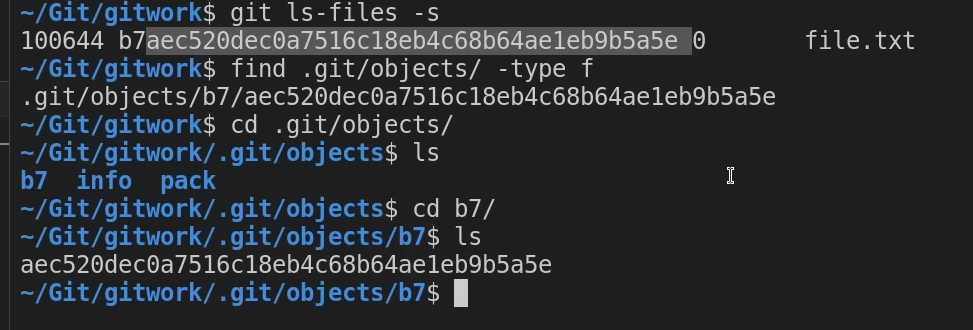 ~/Git/gitwork$ git ls-files -s
100644 b7aec520dec0a7516c18eb4c68b64ae1eb9b5a5e 0       file.txt
~/Git/gitwork$ find .git/objects/ -type f
.git/objects/b7/aec520dec0a7516c18eb4c68b64ae1eb9b5a5e
~/Git/gitwork$ cd .git/objects/
~/Git/gitwork/.git/objects$ ls
b7  info  pack
~/Git/gitwork/.git/objects$ cd b7/
~/Git/gitwork/.git/objects/b7$ ls
aec520dec0a7516c18eb4c68b64ae1eb9b5a5e
~/Git/gitwork/.git/objects/b7$